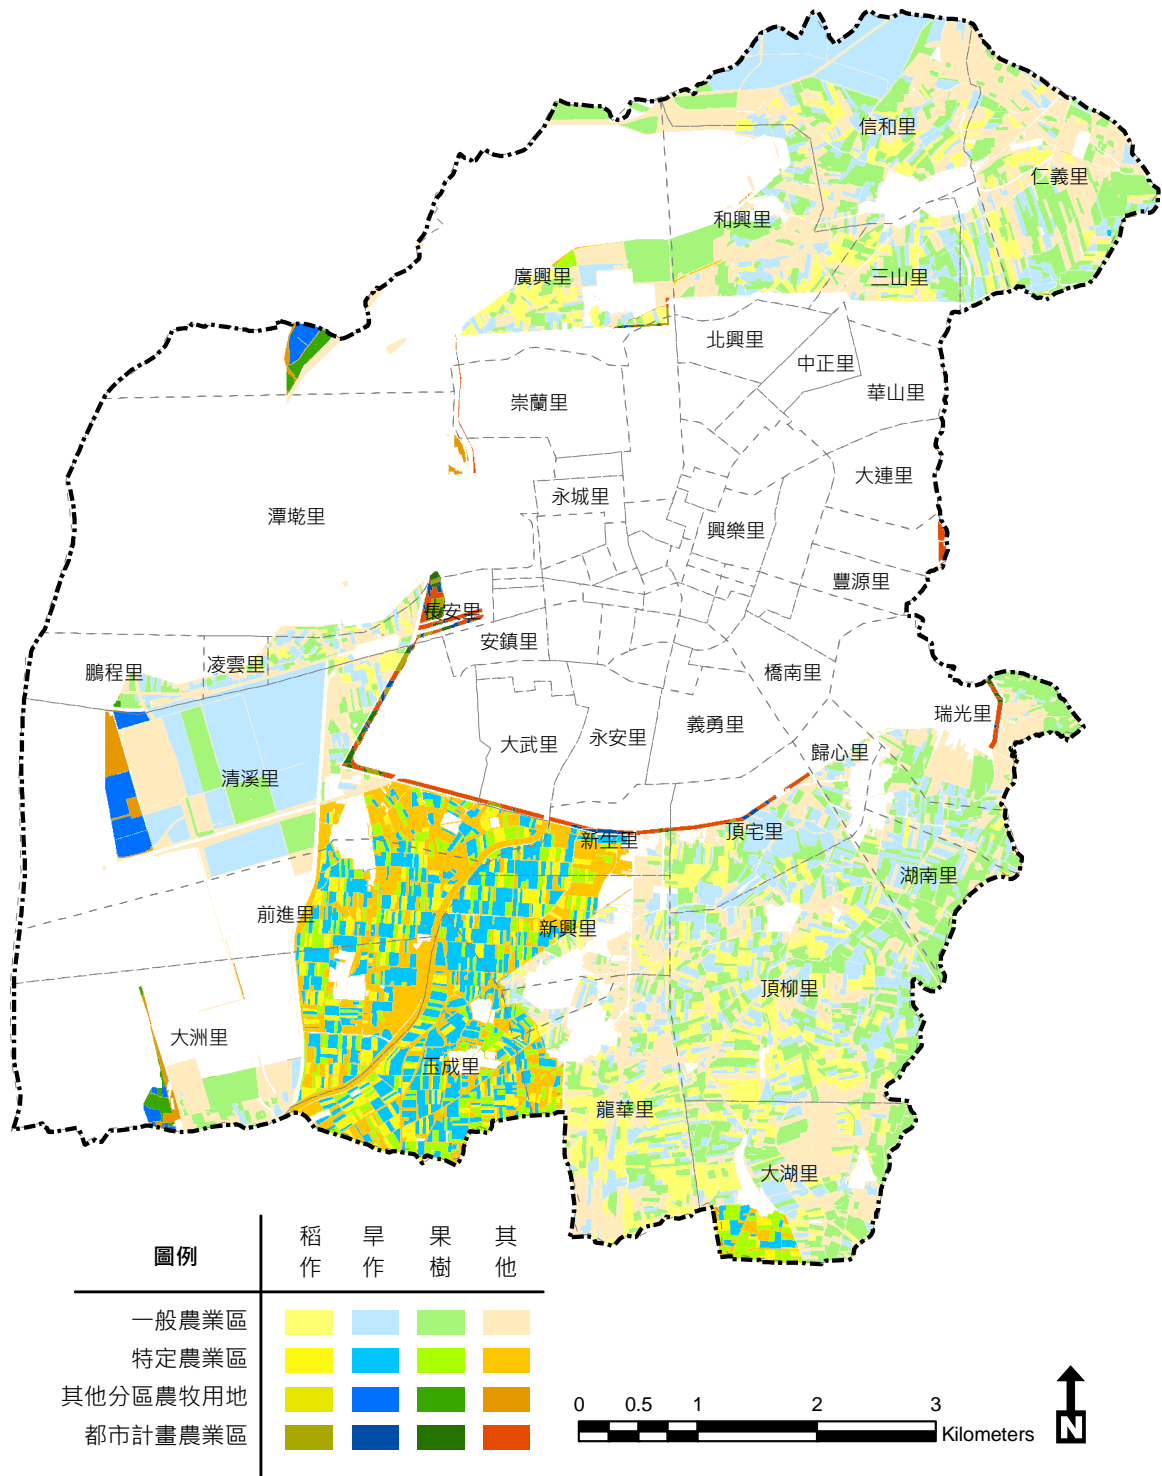 信和里
仁義里
和興里
廣興里
三山里
北興里
中正里
華山里
崇蘭里
大連里
永城里
潭墘里
興樂里
豐源里
長安里
安鎮里
凌雲里
鵬程里
橋南里
瑞光里
義勇里
永安里
大武里
歸心里
清溪里
頂宅里
新生里
湖南里
前進里
新興里
頂柳里
大洲里
玉成里
龍華里
大湖里
圖例
稻作
旱作
果樹
其他
一般農業區
特定農業區
其他分區農牧用地
都市計畫農業區
0 0.5 1 2 3
Kilometers
N